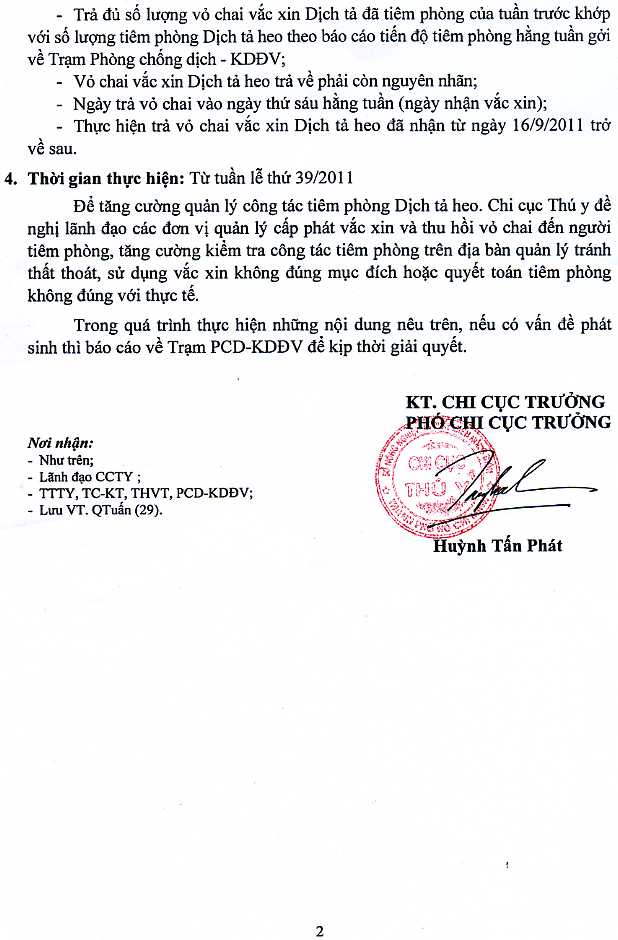 - Trả đủ số lượng vỏ chai vắc xin Dịch tả đã tiêm phòng của tuần trước khớp
với số lượng tiêm phòng Dịch tả heo theo báo cáo tiến độ tiêm phòng hằng tuần gởi
về Trạm Phòng chống dịch - KDĐV;
- Vỏ chai vắc xin Dịch tả heo trả về phải còn nguyên nhãn;
- Ngày trả vỏ chai vào ngày thứ sáu hằng tuần (ngày nhận vắc xin);
- Thực hiện trả vỏ chai vắc xin Dịch tả heo đã nhận từ ngày 16/9/2011 trở
về sau.
4. Thời gian thực hiện: Từ tuần lễ thứ 39/2011
Để tăng cường quản lý công tác tiêm phòng Dịch tả heo. Chi cục Thú y đề
nghị lãnh đạo các đơn vị quản lý cấp phát vắc xin và thu hồi vỏ chai đến người
tiêm phòng, tăng cường kiểm tra công tác tiêm phòng trên địa bàn quản lý tránh
thất thoát, sử dụng vắc xin không đúng mục đích hoặc quyết toán tiêm phòng
không đúng với thực tế.
Trong quá trình thực hiện những nội dung nêu trên, nếu có vấn đề phát
sinh thì báo cáo về Trạm PCD-KDĐV để kịp thời giải quyết.
KT. CHI CỤC TRƯỞNG
PHÓ CHI CỤC TRƯỞNG
CHI CỤC
THÚ Y
Huỳnh Tấn Phát
Nơi nhận:
- Như trên;
- Lãnh đạo CCTY ;
- TTTY, TC-KT, THVT, PCD-KDĐV;
- Lưu VT. QTuấn (29).
2